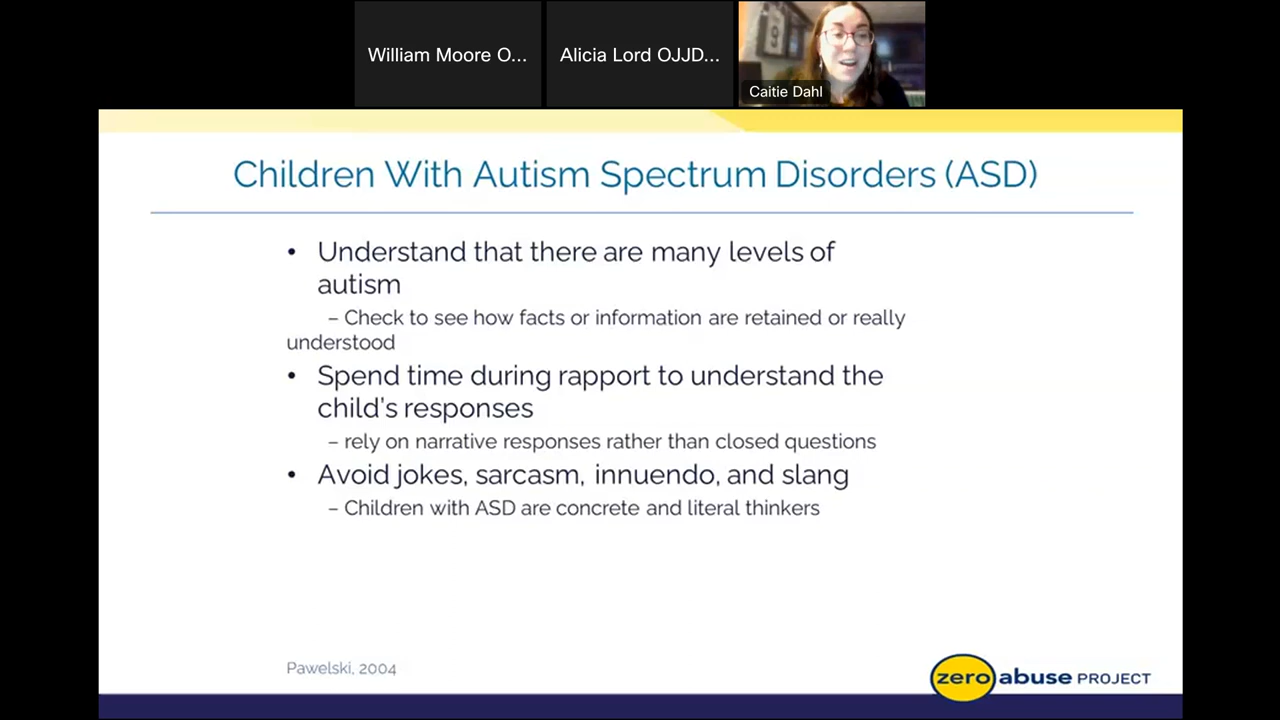 William Moore O...
Alicia Lord OJJD...
Caitie Dahl
Children With Autism Spectrum Disorders (ASD)
• Understand that there are many levels of
autism
– Check to see how facts or information are retained or really
understood
• Spend time during rapport to understand the
child's responses
– rely on narrative responses rather than closed questions
• Avoid jokes, sarcasm, innuendo, and slang
– Children with ASD are concrete and literal thinkers
Pawelski, 2004
zero abuse PROJECT